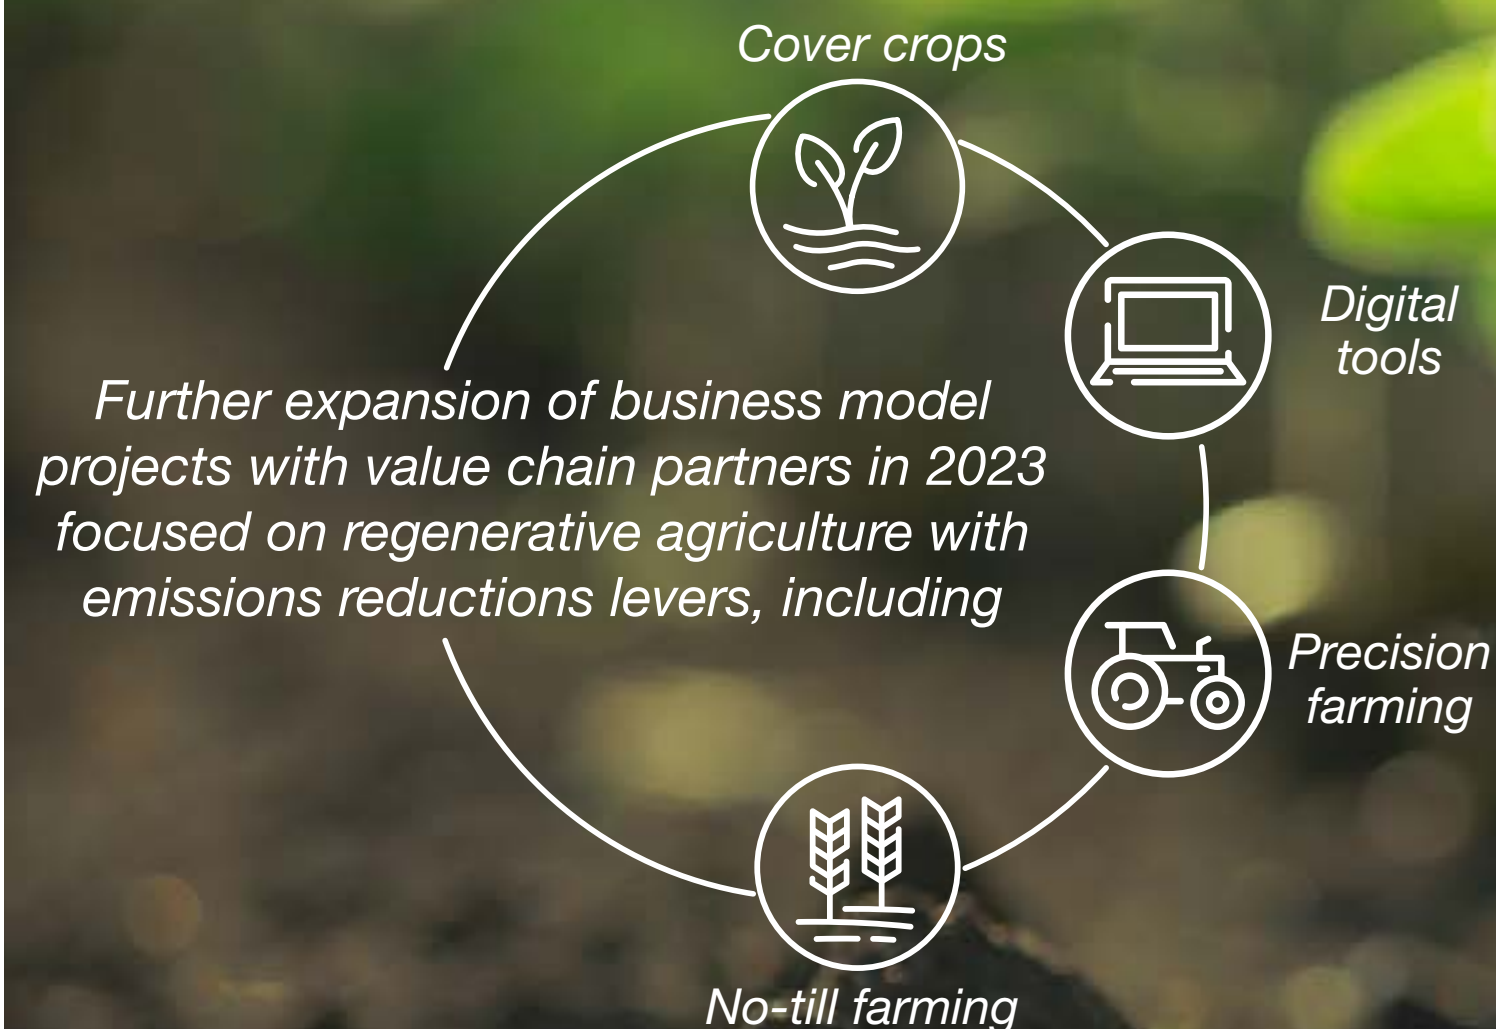 Cover crops
Digital
tools
Further expansion of business model
projects with value chain partners in 2023
focused on regenerative agriculture with
emissions reductions levers, including
Precision
farming
No-till farming